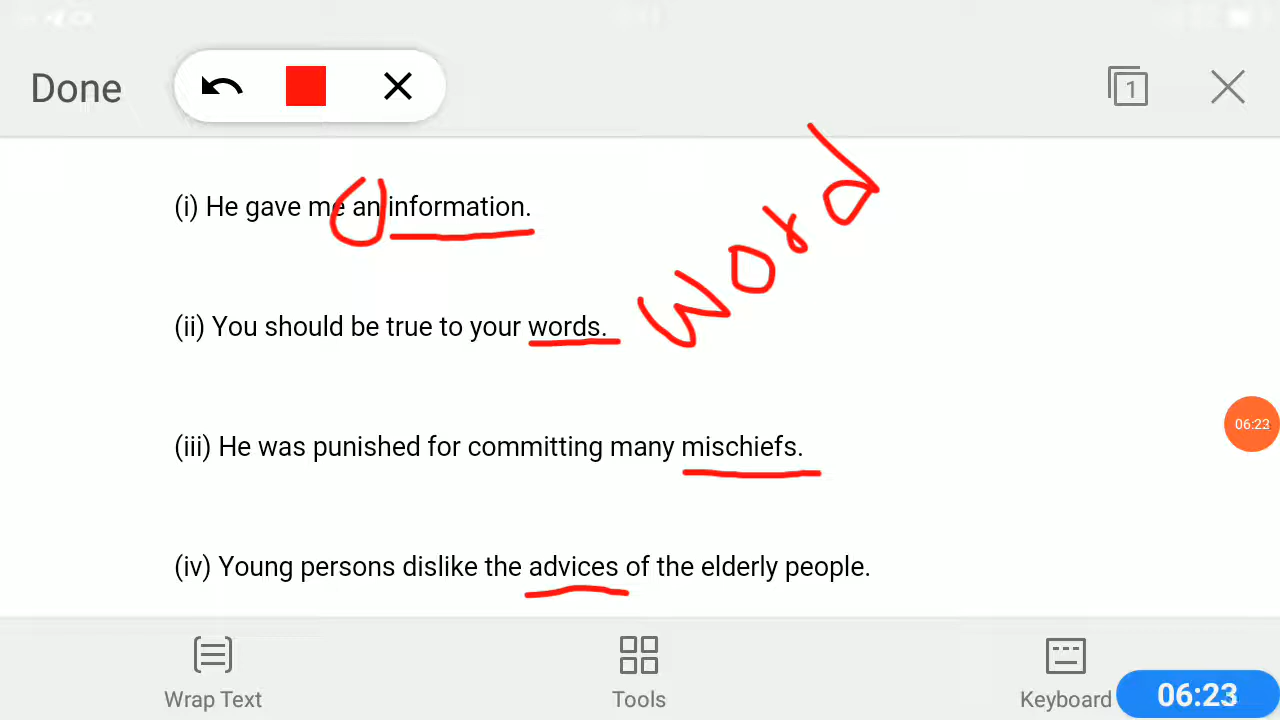 Done
1
(i) He gave me an information.
word
(ii) You should be true to your words.
(iii) He was punished for committing many mischiefs.
06:23
(iv) Young persons dislike the advices of the elderly people.
Wrap Text
Tools
Keyboard
06:23